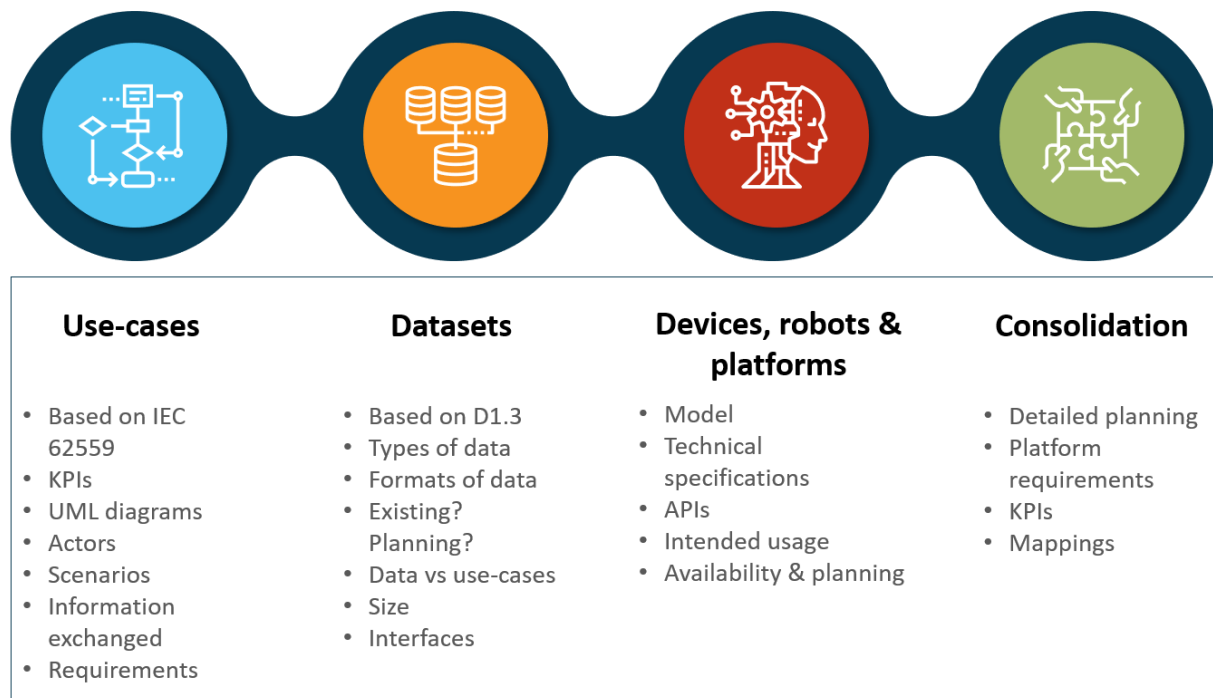 Use-cases
• Based on IEC
62559
• KPIs
• UML diagrams
• Actors
• Scenarios
• Information
exchanged
• Requirements
Datasets
• Based on D1.3
• Types of data
• Formats of data
• Existing?
Planning?
• Data vs use-cases
• Size
• Interfaces
Devices, robots &
platforms
• Model
• Technical
specifications
• APIs
• Intended usage
• Availability & planning
Consolidation
• Detailed planning
• Platform
requirements
• KPIs
• Mappings